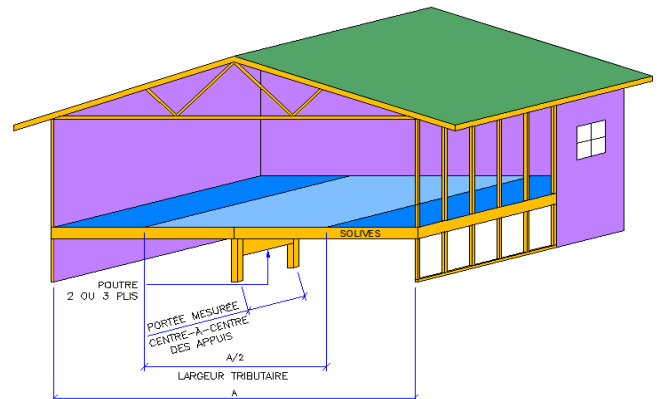 SOLIVES
POUTRE
2 OU 3 PLIS
PORTÉE MESURÉE
CENTRE-À-CENTRE
DES APPUIS
A/2
LARGEUR TRIBUTAIRE
A